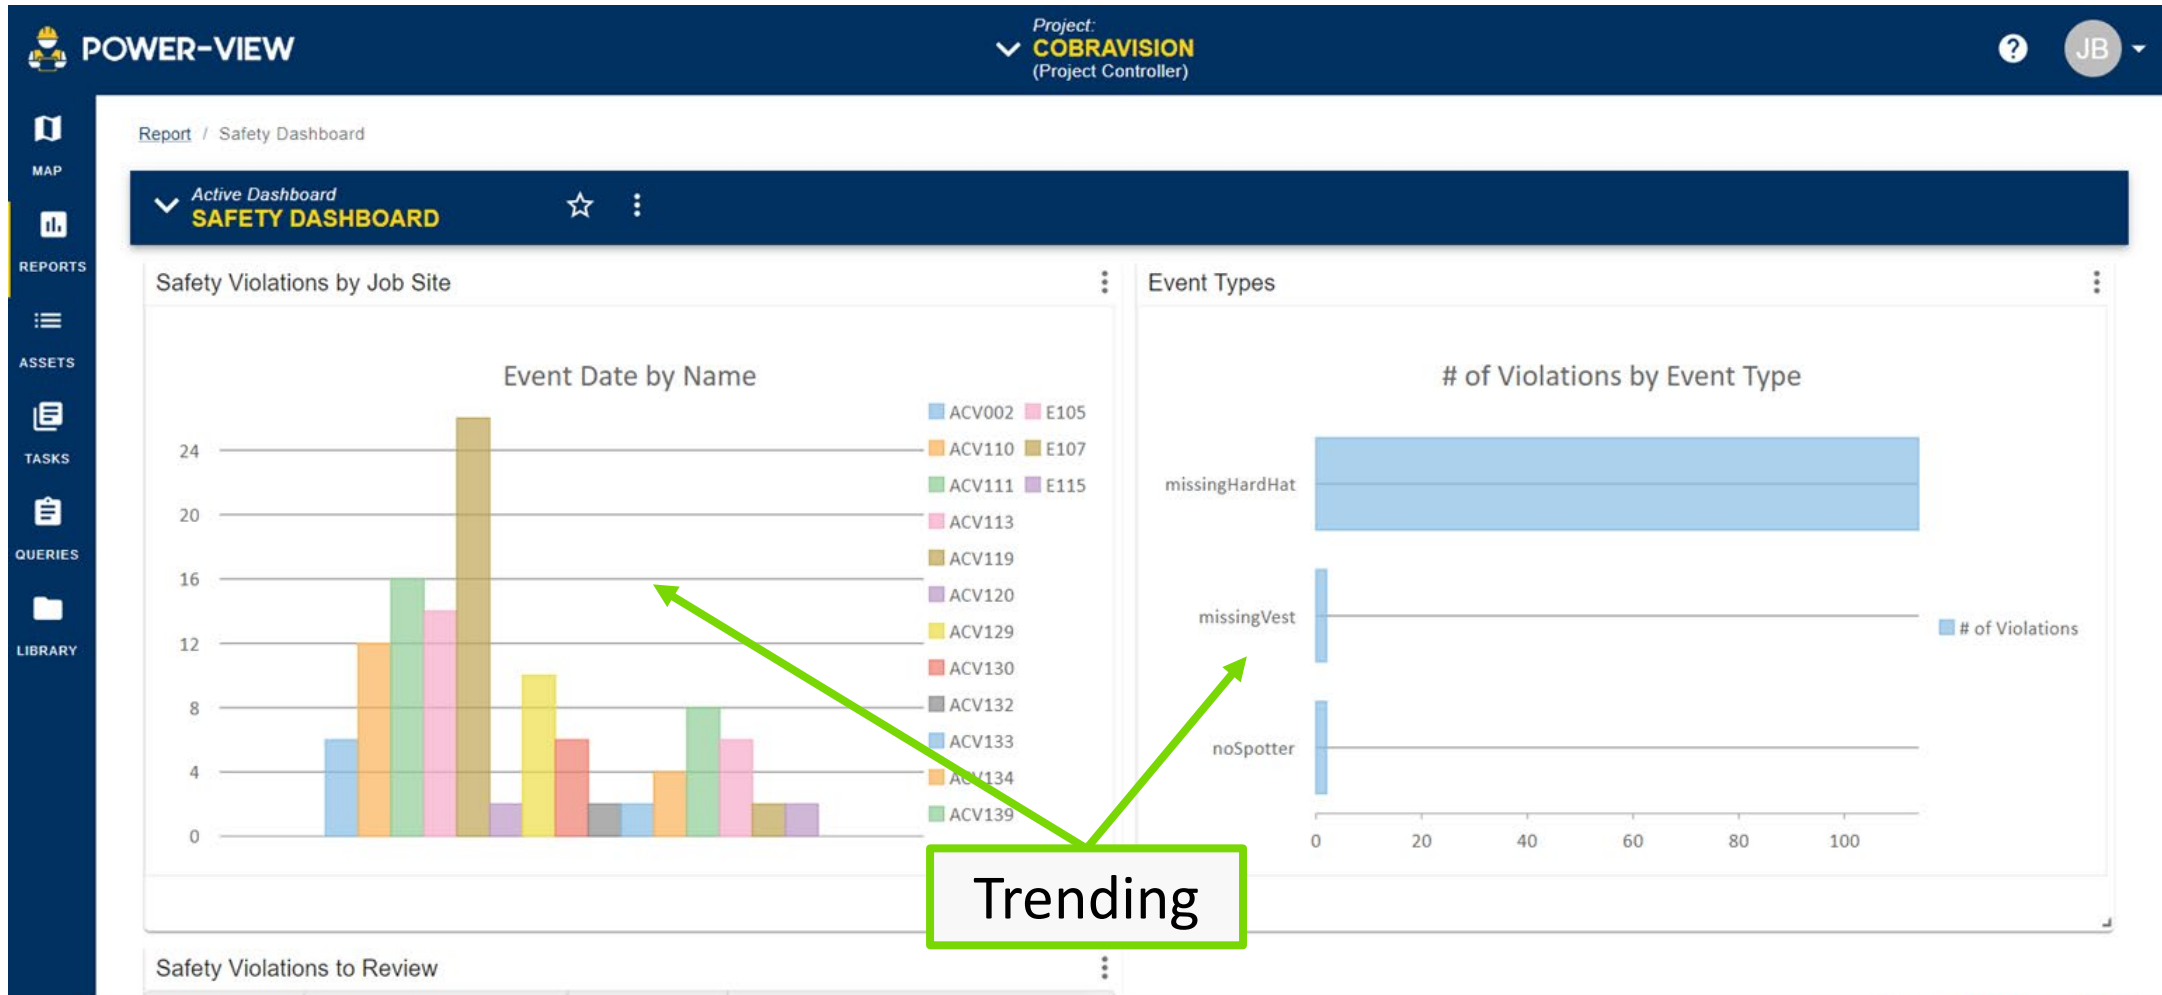 POWER-VIEW
Project:
COBRAVISION
(Project Controller)
?
JB
MAP
REPORTS
ASSETS
TASKS
QUERIES
LIBRARY
Report / Safety Dashboard
Active Dashboard
SAFETY DASHBOARD
Safety Violations by Job Site
Event Date by Name
24
20
16
12
8
4
0
ACV002 E105
ACV110 E107
ACV111 E115
ACV113
ACV119
ACV120
ACV129
ACV130
ACV132
ACV133
ACV134
ACV139
Event Types
# of Violations by Event Type
missingHardHat
missingVest
noSpotter
0 20 40 60 80 100
# of Violations
Trending
Safety Violations to Review